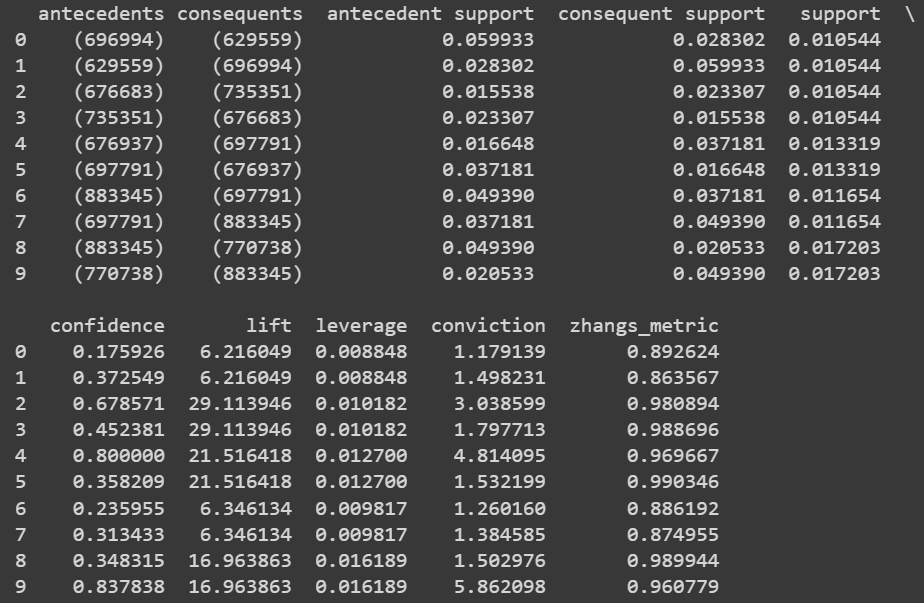 antecedents consequents antecedent support consequent support support \
0 (696994) (629559) 0.059933 0.028302 0.010544
1 (629559) (696994) 0.028302 0.059933 0.010544
2 (676683) (735351) 0.015538 0.023307 0.010544
3 (735351) (676683) 0.023307 0.015538 0.010544
4 (676937) (697791) 0.016648 0.037181 0.013319
5 (697791) (676937) 0.037181 0.016648 0.013319
6 (883345) (697791) 0.049390 0.037181 0.011654
7 (697791) (883345) 0.037181 0.049390 0.011654
8 (883345) (770738) 0.049390 0.020533 0.017203
9 (770738) (883345) 0.020533 0.049390 0.017203
confidence lift leverage conviction zhangs_metric
0 0.175926 6.216049 0.008848 1.179139 0.892624
1 0.372549 6.216049 0.008848 1.498231 0.863567
2 0.678571 29.113946 0.010182 3.038599 0.980894
3 0.452381 29.113946 0.010182 1.797713 0.988696
4 0.800000 21.516418 0.012700 4.814095 0.969667
5 0.358209 21.516418 0.012700 1.532199 0.990346
6 0.235955 6.346134 0.009817 1.260160 0.886192
7 0.313433 6.346134 0.009817 1.384585 0.874955
8 0.348315 16.963863 0.016189 1.502976 0.989944
9 0.837838 16.963863 0.016189 5.862098 0.960779